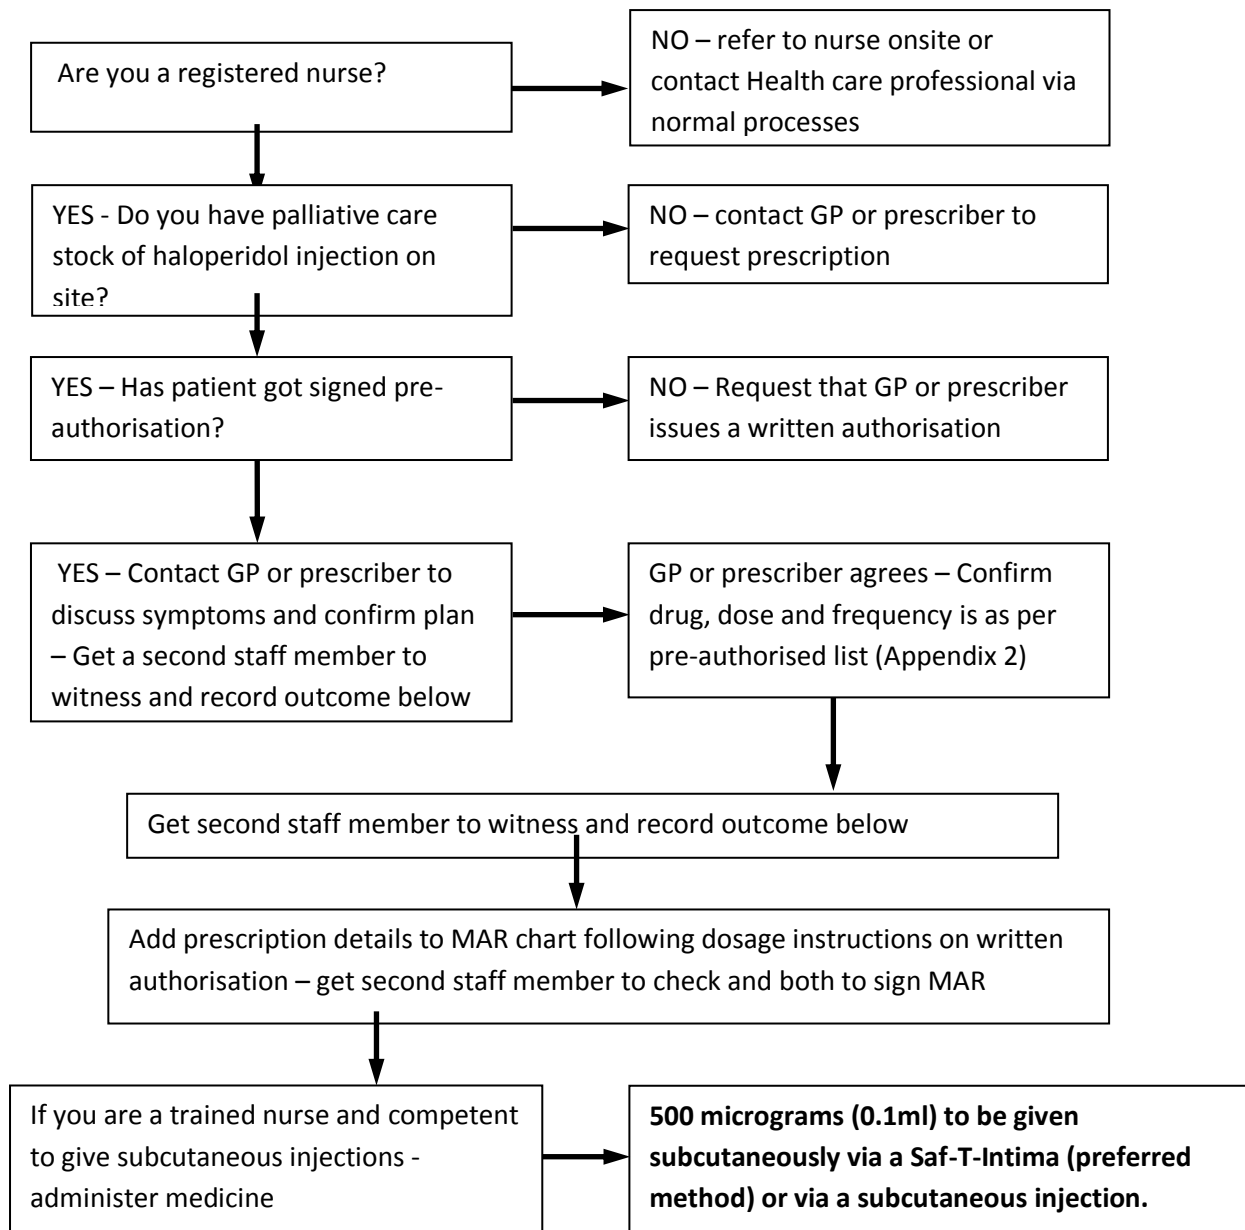 Are you a registered nurse?
NO – refer to nurse onsite or
contact Health care professional via
normal processes
YES - Do you have palliative care
stock of haloperidol injection on
site?
NO – contact GP or prescriber to
request prescription
YES – Has patient got signed pre-
authorisation?
NO – Request that GP or prescriber
issues a written authorisation
YES – Contact GP or prescriber to
discuss symptoms and confirm plan
– Get a second staff member to
witness and record outcome below
GP or prescriber agrees – Confirm
drug, dose and frequency is as per
pre-authorised list (Appendix 2)
Get second staff member to witness and record outcome below
Add prescription details to MAR chart following dosage instructions on written
authorisation – get second staff member to check and both to sign MAR
If you are a trained nurse and competent
to give subcutaneous injections -
administer medicine
500 micrograms (0.1ml) to be given
subcutaneously via a Saf-T-Intima (preferred
method) or via a subcutaneous injection.